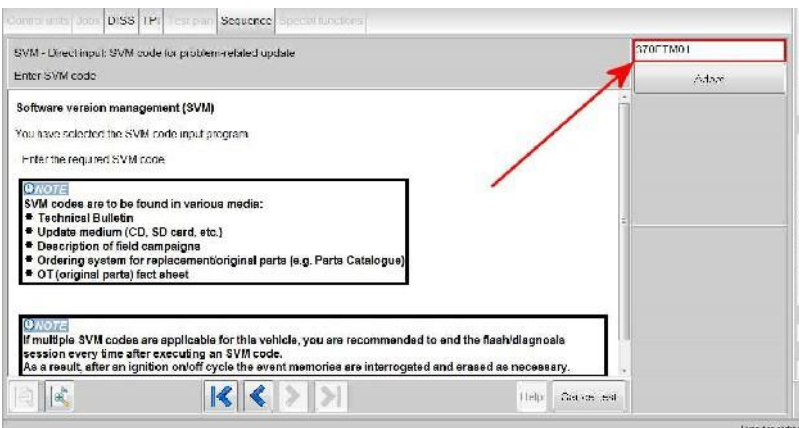 Control units Jobs DISS TPI Test plan Sequence Special functions
SVM - Direct input: SVM code for problem-related update
Enter SVM code
Software version management (SVM)
You have selected the SVM code input program
Enter the required SVM code
NOTE
SVM codes are to be found in various media:
Technical Bulletin
Update medium (CD, SD card, etc.)
Description of field campaigns
Ordering system for replacement/original parts (e.g. Parts Catalogue)
OT (original parts) fact sheet
NOTE
If multiple SVM codes are applicable for this vehicle, you are recommended to end the flash/diagnosis
session every time after executing an SVM code.
As a result, after an ignition on/off cycle the event memories are interrogated and erased as necessary.
Help Cancel test